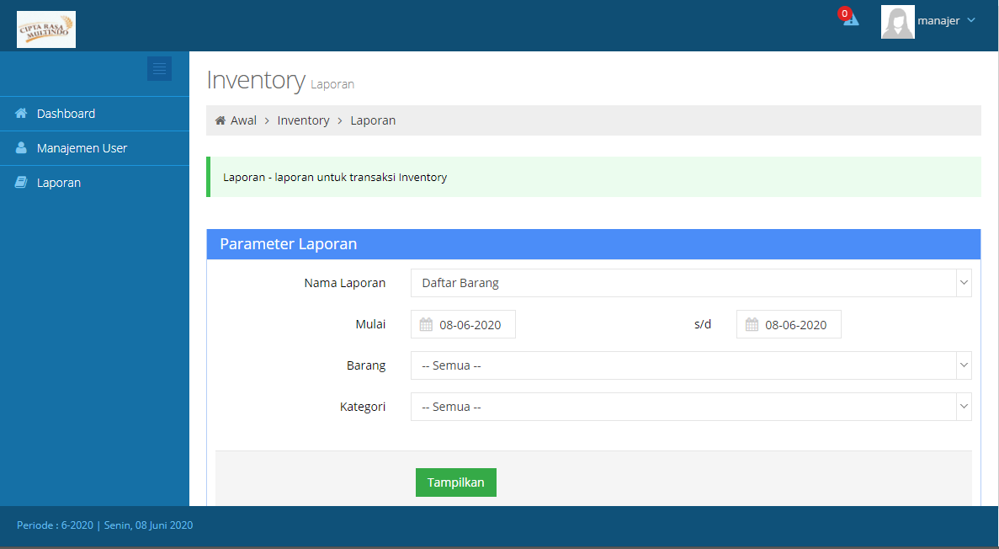 CIPTA RASA
MULTINDO
0
manajer
Dashboard
Manajemen User
Laporan
Inventory Laporan
Awal > Inventory > Laporan
Laporan - laporan untuk transaksi Inventory
Parameter Laporan
Nama Laporan Daftar Barang
Mulai 08-06-2020 s/d 08-06-2020
Barang -- Semua --
Kategori -- Semua --
Tampilkan
Periode : 6-2020 | Senin, 08 Juni 2020